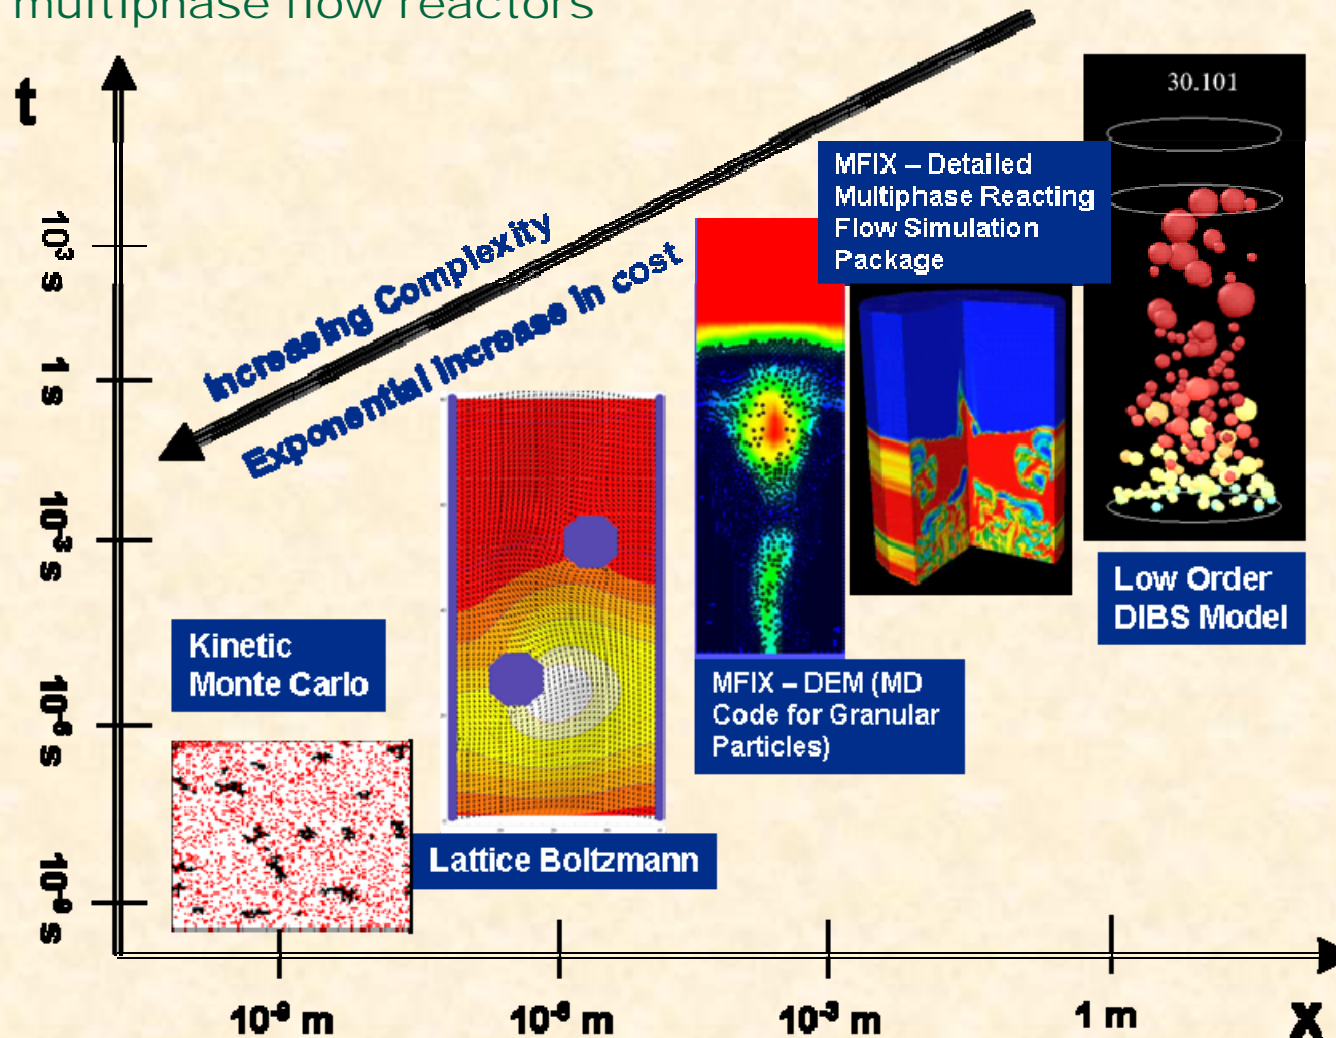 multiphase flow reactors
t
30.101
MFIX – Detailed
Multiphase Reacting
Flow Simulation
Package
10³ s
Increasing Complexity
Exponential increase in cost
1 s
10⁻³ s
Low Order
DIBS Model
Kinetic
Monte Carlo
MFIX – DEM (MD
Code for Granular
Particles)
10⁻⁶ s
Lattice Boltzmann
10⁻⁹ s
10⁻⁹ m
10⁻⁶ m
10⁻³ m
1 m
X